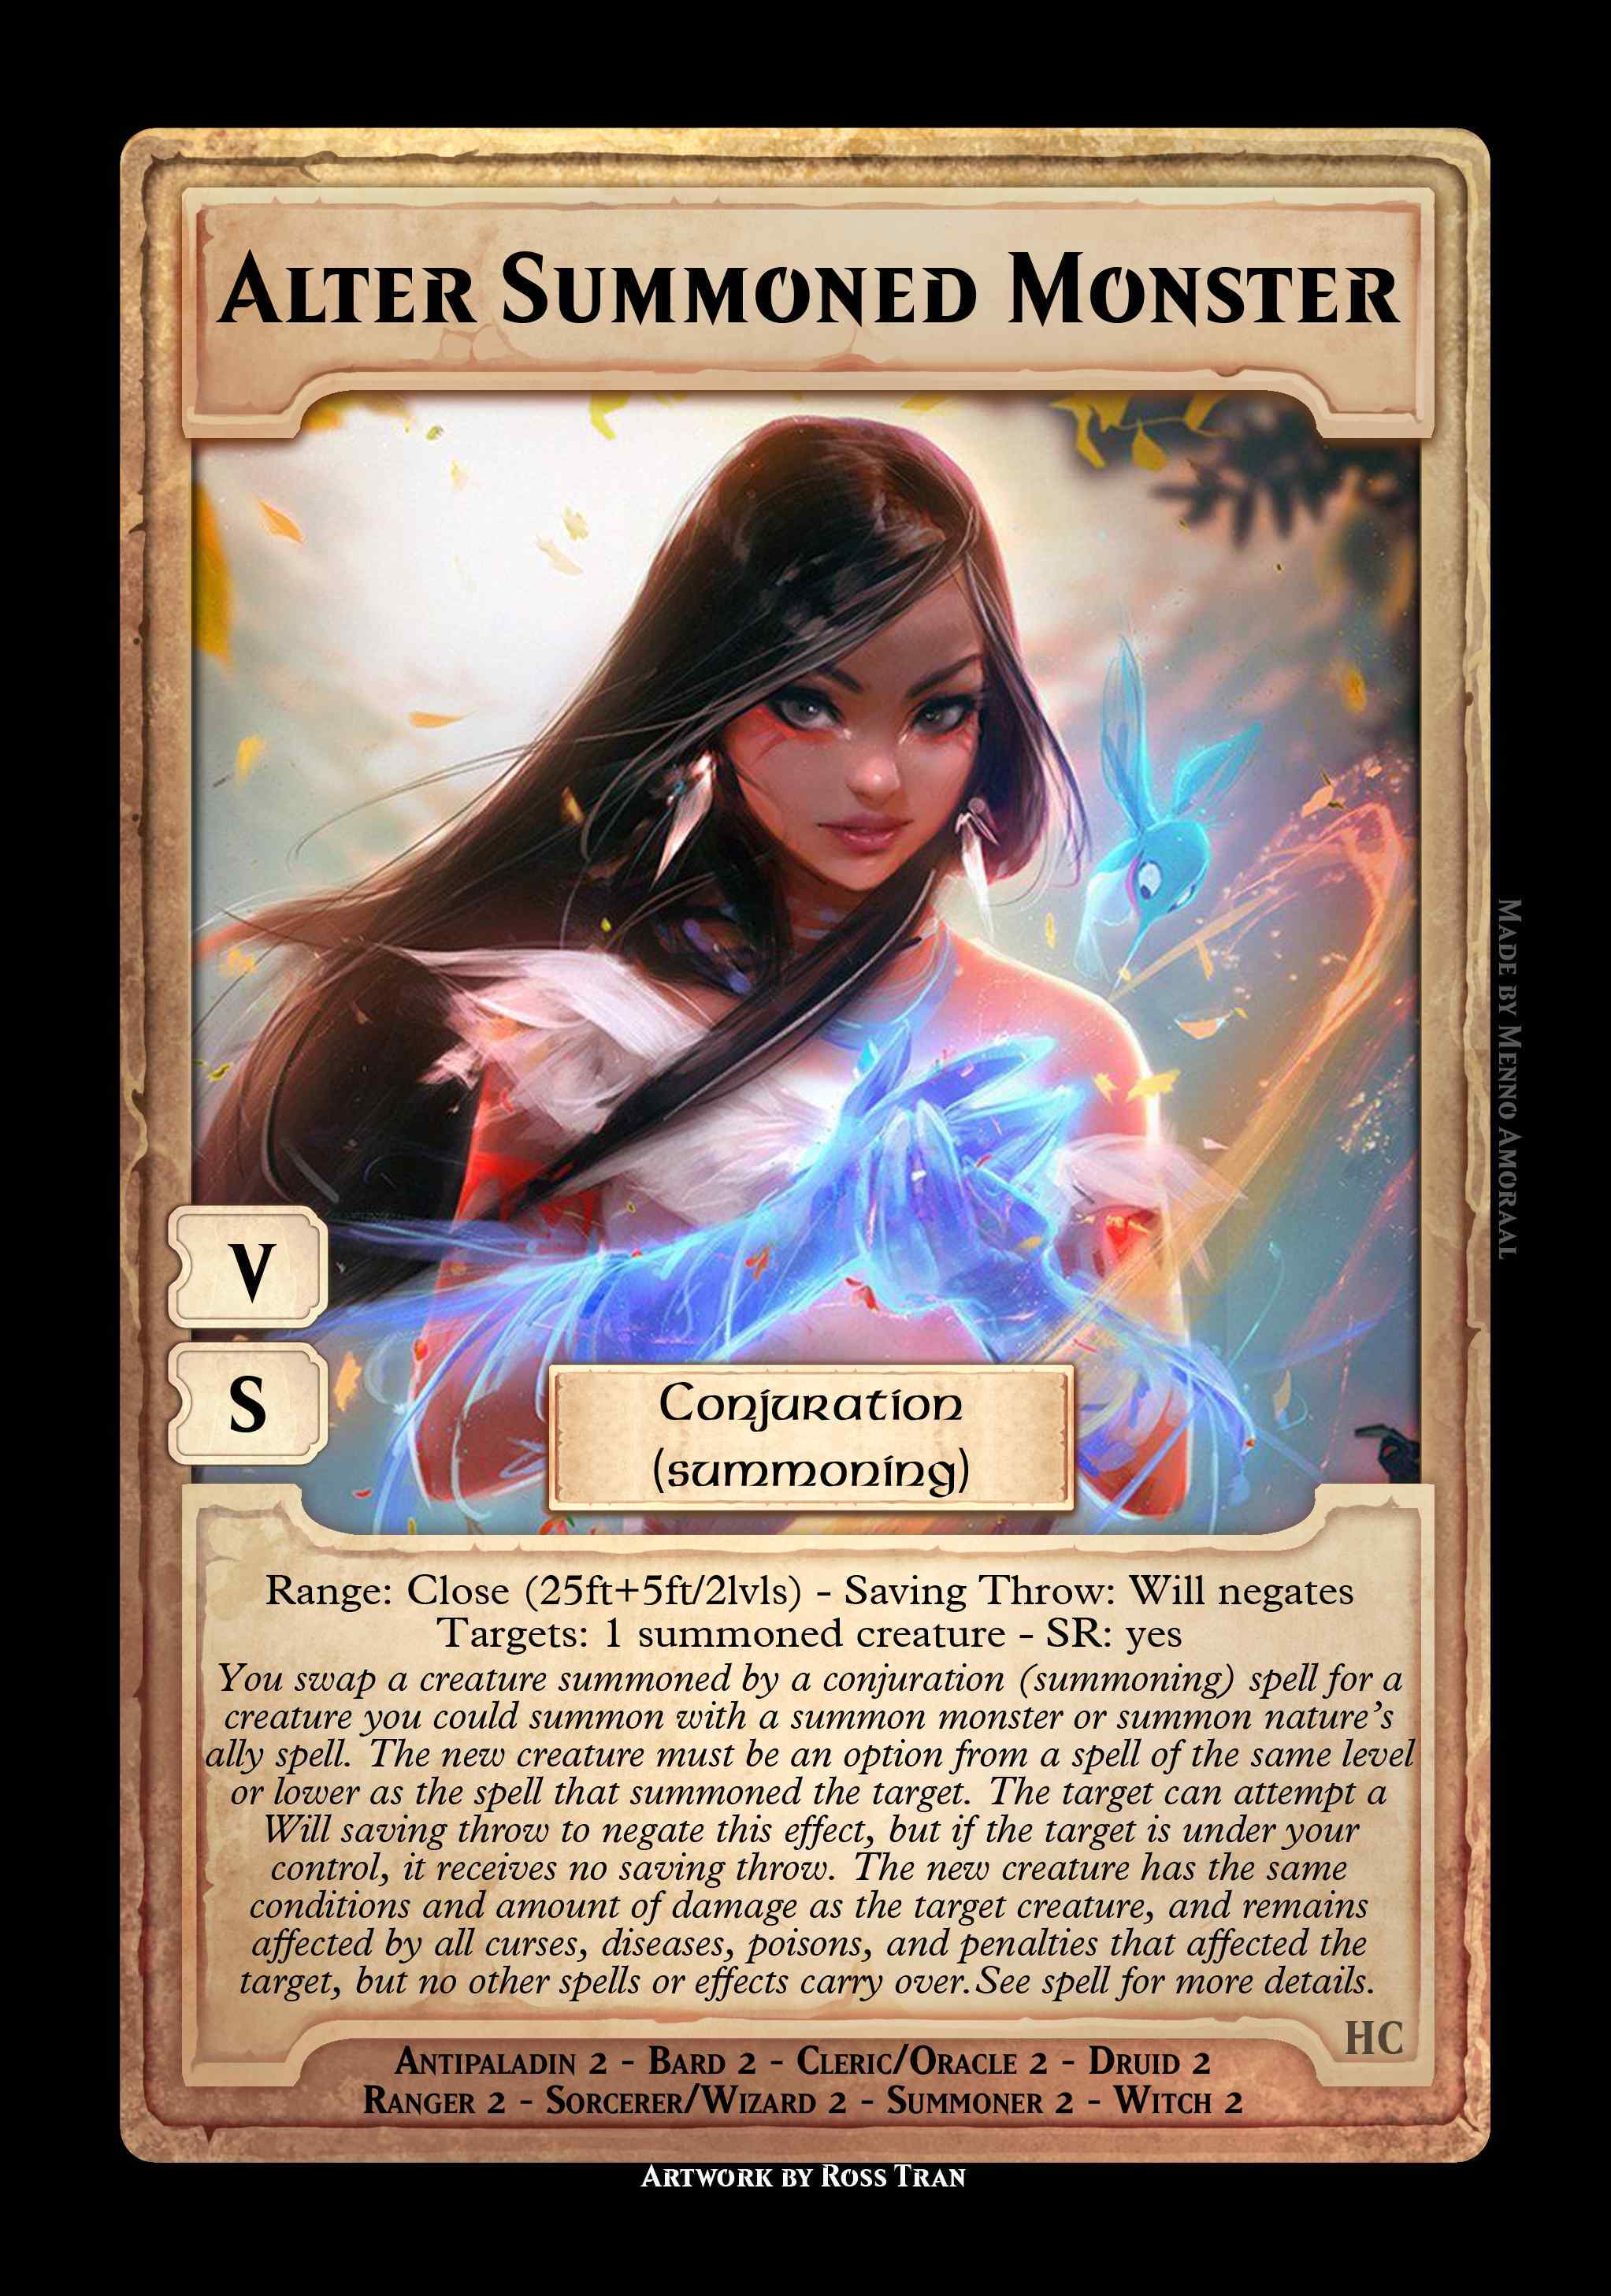 Alter Summoned Monster
V
S
Conjuration
(summoning)
Range: Close (25ft+5ft/2lvls) - Saving Throw: Will negates
Targets: 1 summoned creature - SR: yes
You swap a creature summoned by a conjuration (summoning) spell for a
creature you could summon with a summon monster or summon nature's
ally spell. The new creature must be an option from a spell of the same level
or lower as the spell that summoned the target. The target can attempt a
Will saving throw to negate this effect, but if the target is under your
control, it receives no saving throw. The new creature has the same
conditions and amount of damage as the target creature, and remains
affected by all curses, diseases, poisons, and penalties that affected the
target, but no other spells or effects carry over.See spell for more details.
HC
Antipaladin 2 - Bard 2 - Cleric/Oracle 2 - Druid 2
Ranger 2 - Sorcerer/Wizard 2 - Summoner 2 - Witch 2
Artwork by Ross Tran
Made by Menno Amoraal